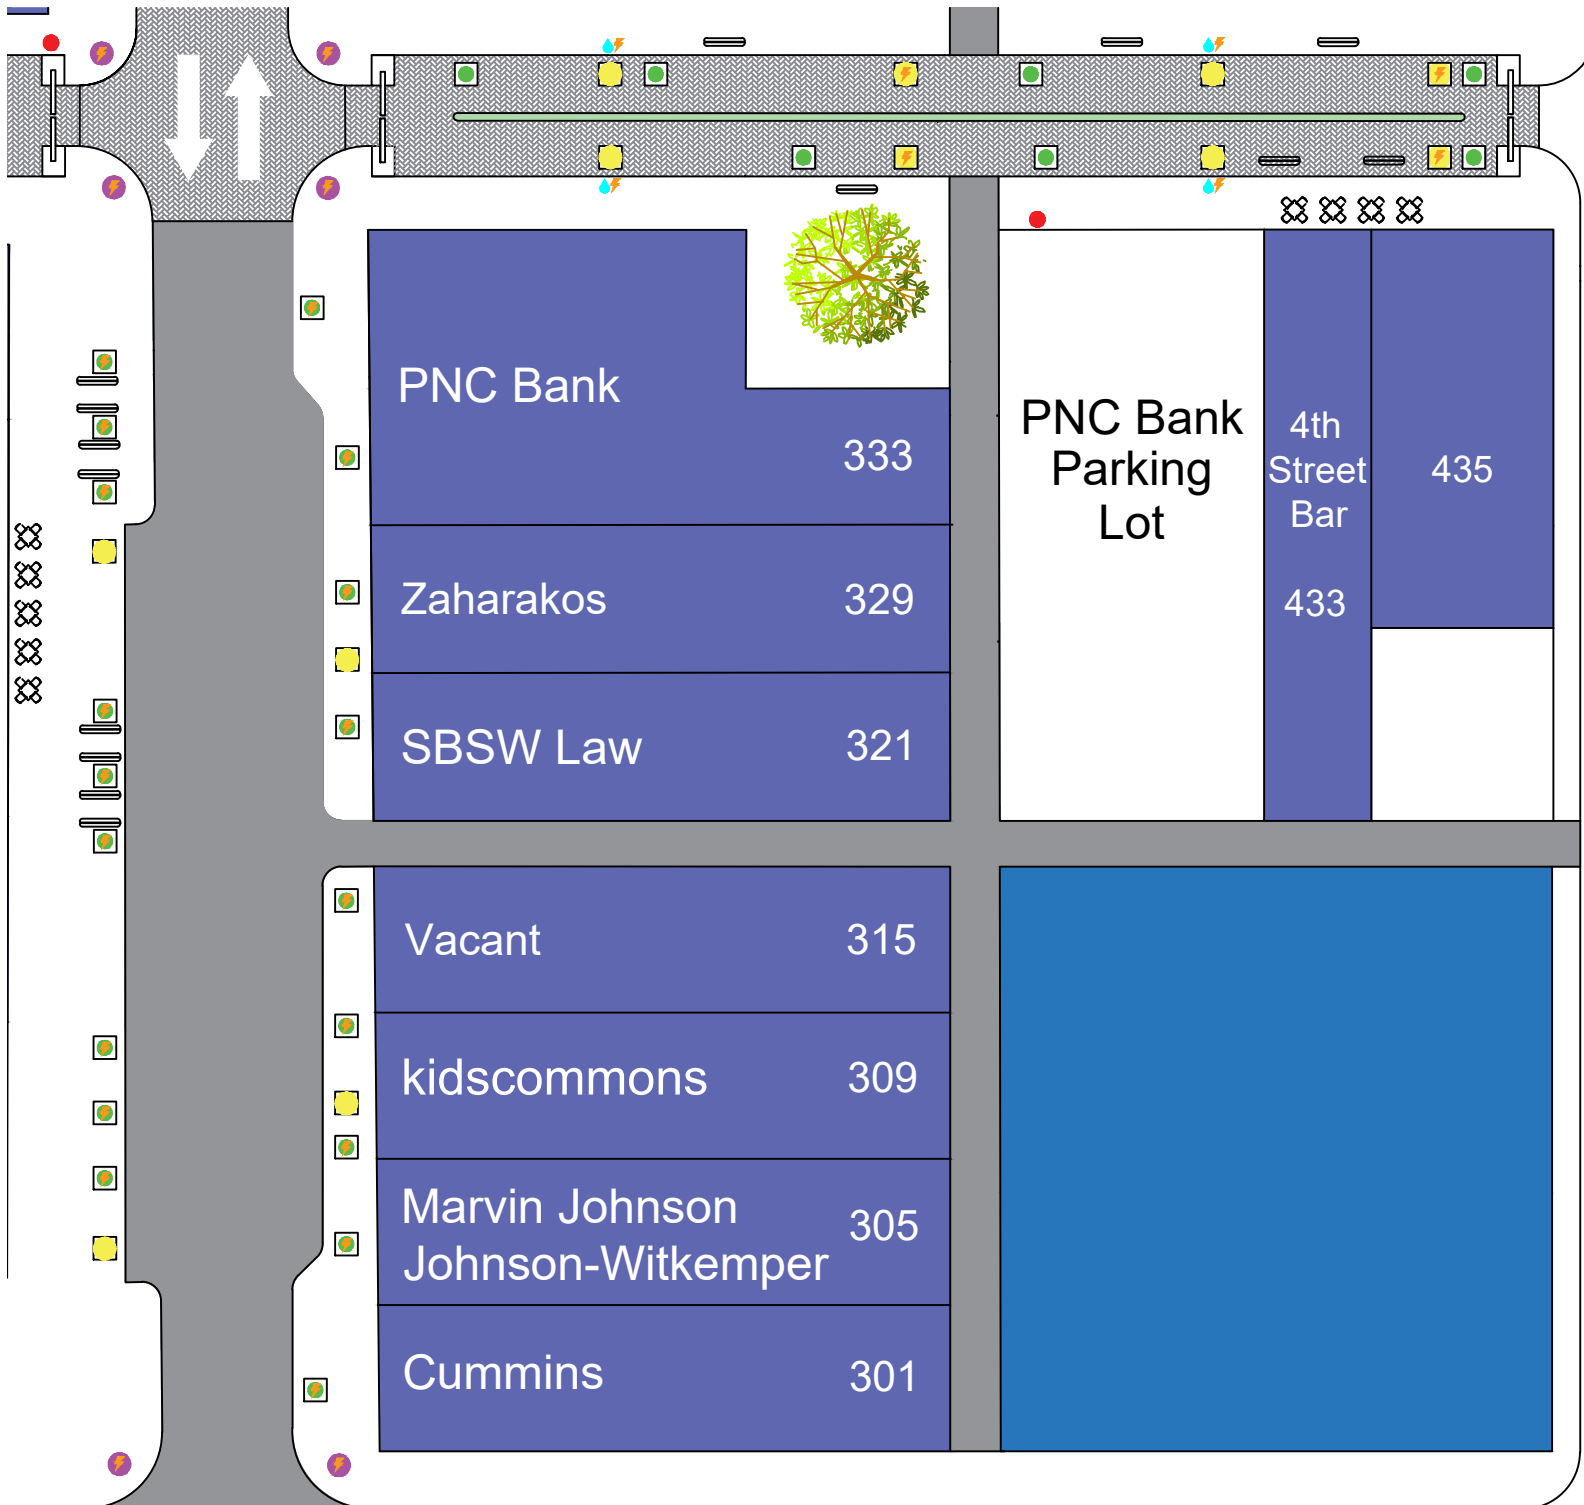 PNC Bank
333
Zaharakos 329
SBSW Law 321
PNC Bank
Parking
Lot
4th
Street
Bar
433
435
Vacant 315
kidscommons 309
Marvin Johnson
Johnson-Witkemper
305
Cummins 301